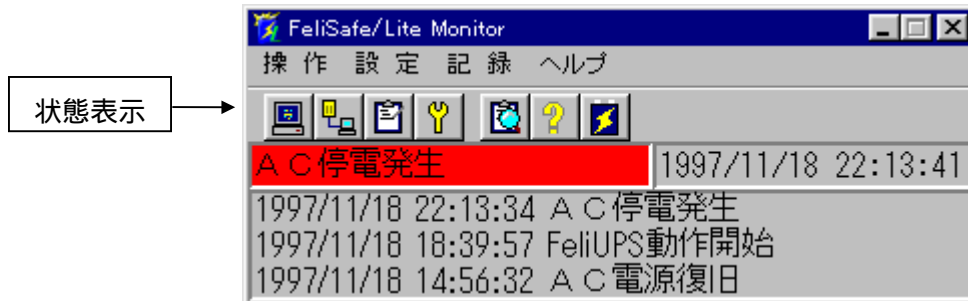 FeliSafe/Lite Monitor
操作 設定 記録 ヘルプ
状態表示
AC停電発生 1997/11/18 22:13:41
1997/11/18 22:13:34 AC停電発生
1997/11/18 18:39:57 FeliUPS動作開始
1997/11/18 14:56:32 AC電源復旧